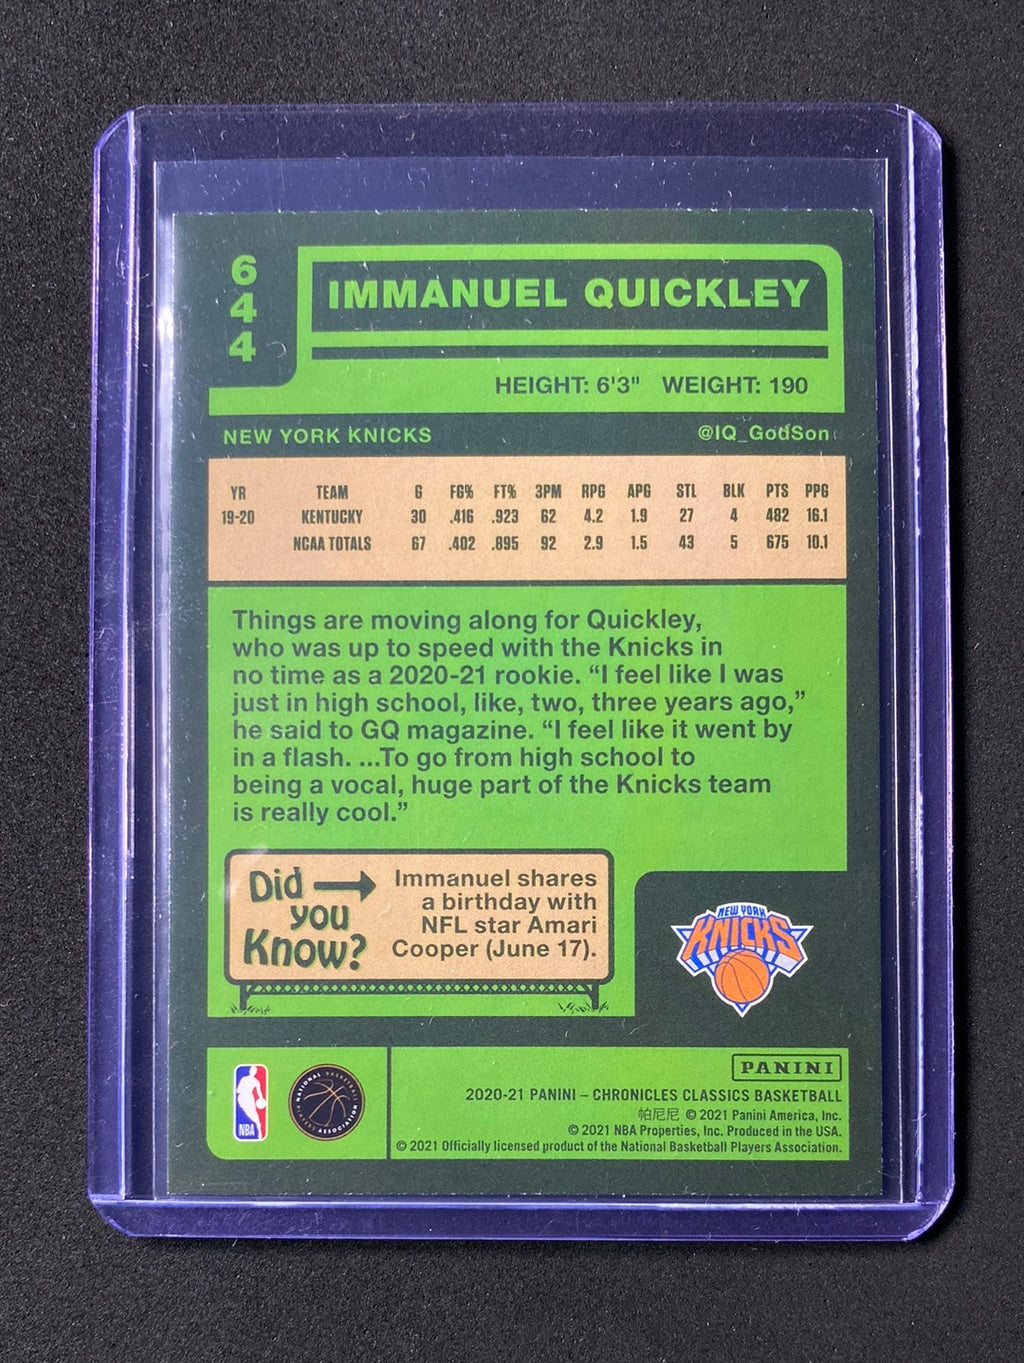 644
IMMANUEL QUICKLEY
HEIGHT: 6'3" WEIGHT: 190
NEW YORK KNICKS @IQ_GodSon
YR TEAM G FG% FT% 3PM RPG APG STL BLK PTS PPG
19-20 KENTUCKY 30 .416 .923 62 4.2 1.9 27 4 482 16.1
NCAA TOTALS 67 .402 .895 92 2.9 1.5 43 5 675 10.1
Things are moving along for Quickley,
who was up to speed with the Knicks in
no time as a 2020-21 rookie. “I feel like I was
just in high school, like, two, three years ago,”
he said to GQ magazine. “I feel like it went by
in a flash. ...To go from high school to
being a vocal, huge part of the Knicks team
is really cool.”
Did
you
Know?
Immanuel shares
a birthday with
NFL star Amari
Cooper (June 17).
NEW YORK
KNICKS
NBA
NATIONAL BASKETBALL
PLAYERS ASSOCIATION
PANINI
2020-21 PANINI – CHRONICLES CLASSICS BASKETBALL
帕尼尼 © 2021 Panini America, Inc.
© 2021 NBA Properties, Inc. Produced in the USA.
© 2021 Officially licensed product of the National Basketball Players Association.